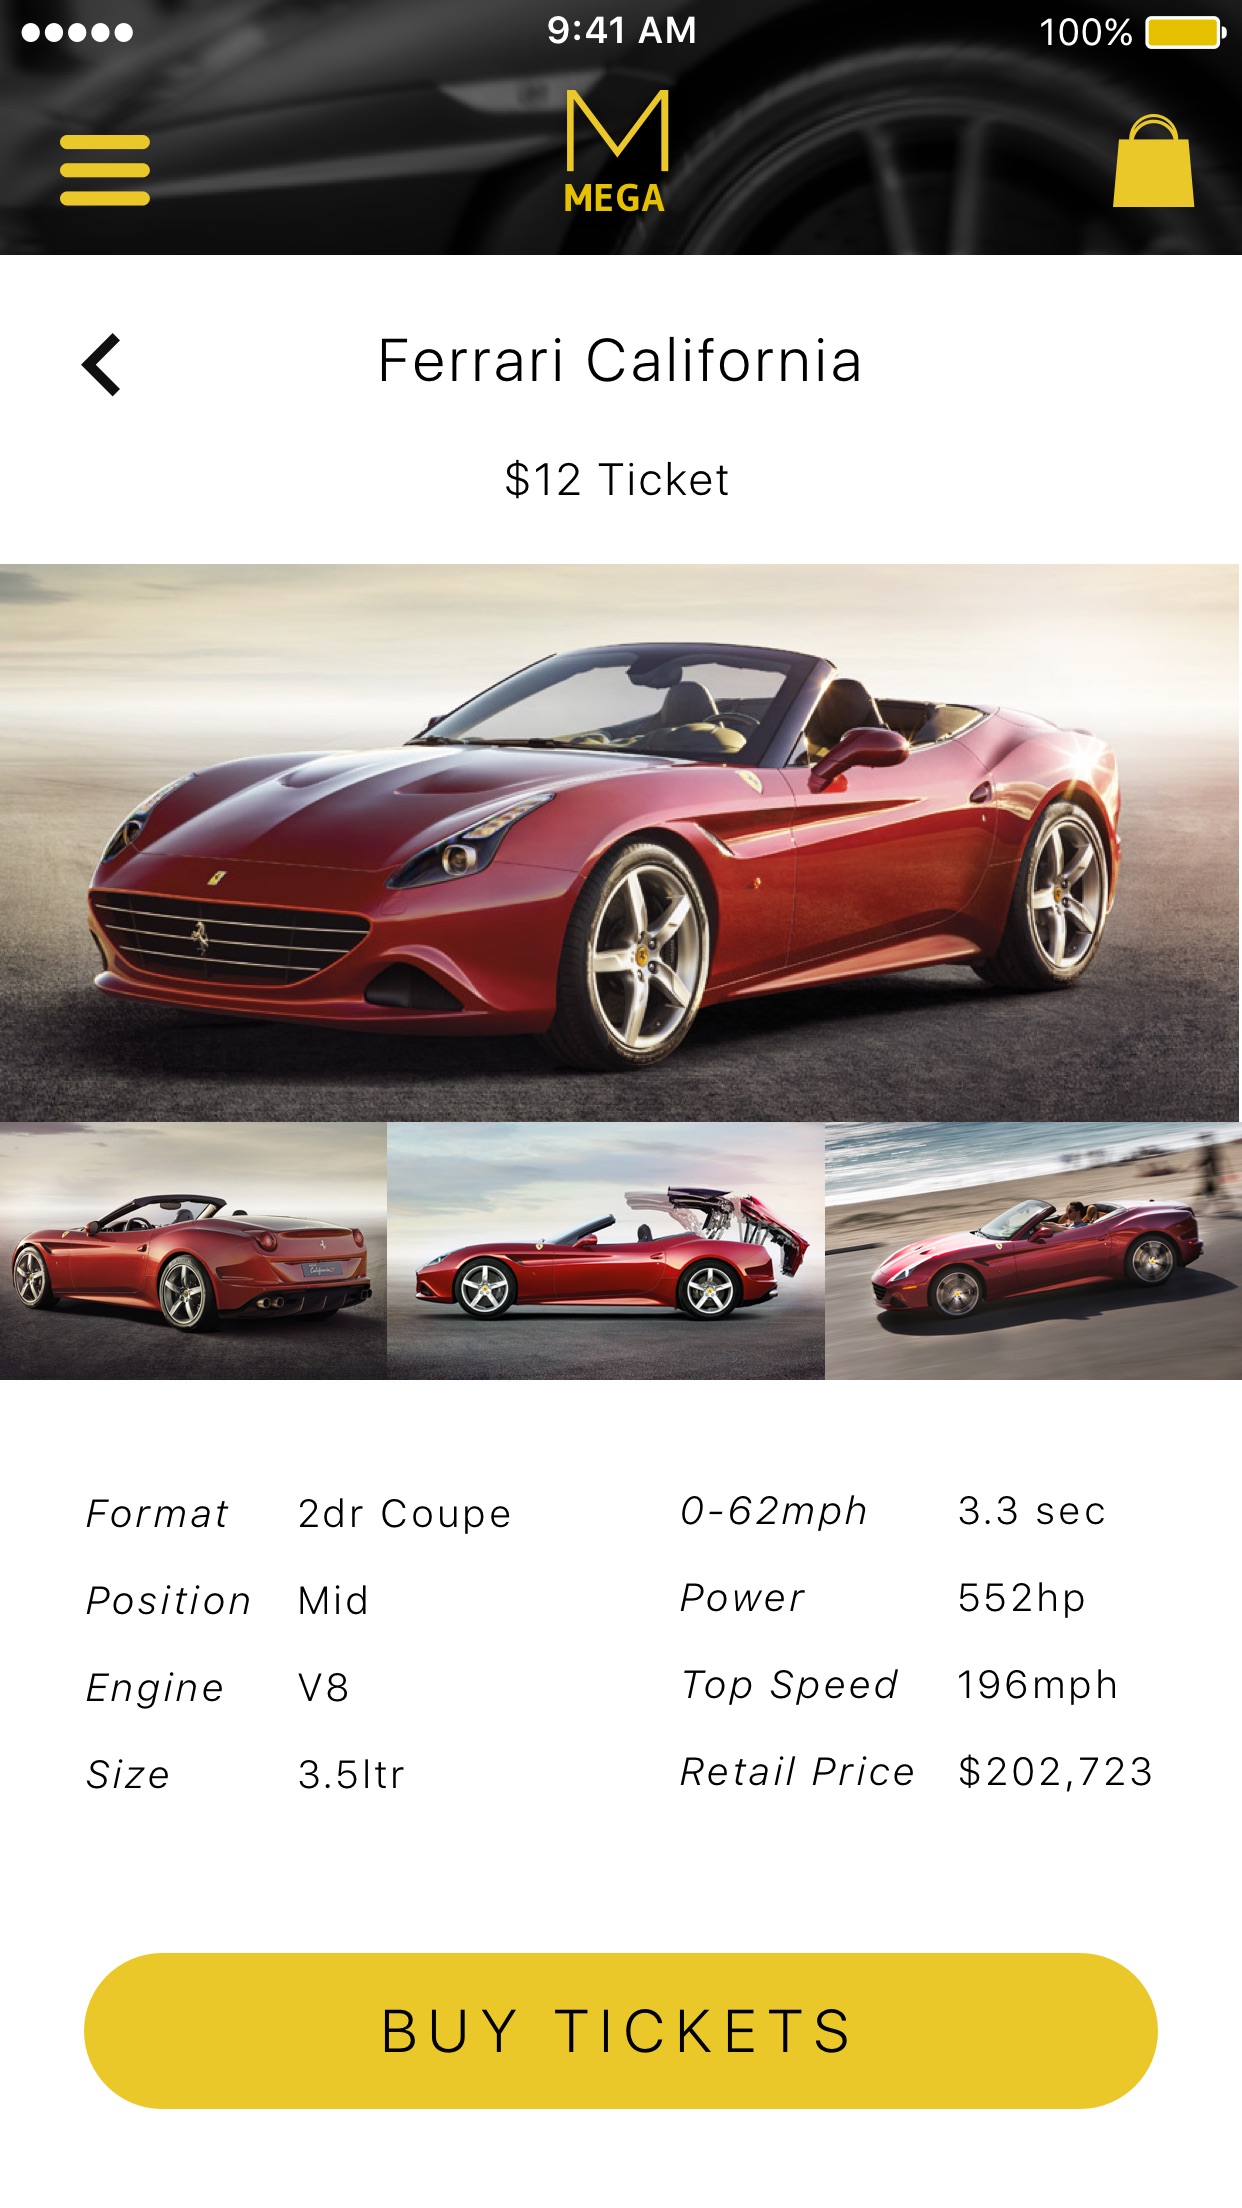 9:41 AM
100%
M
MEGA
Ferrari California
$12 Ticket
Format 2dr Coupe
0-62mph 3.3 sec
Position Mid
Power 552hp
Engine V8
Top Speed 196mph
Size 3.5ltr
Retail Price $202,723
BUY TICKETS